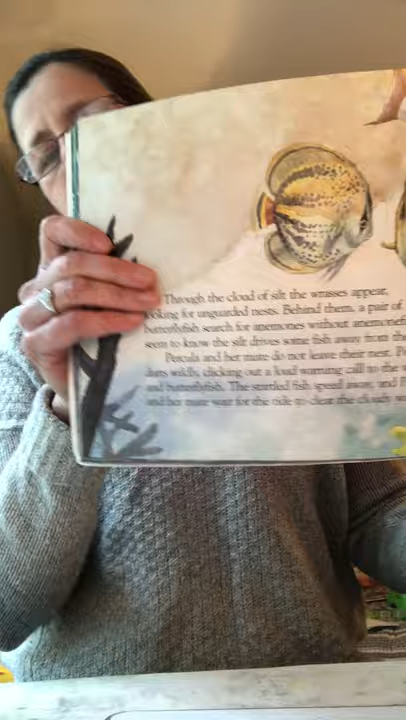 Through the cloud of silt the wrasses appear,
looking for unguarded nests. Behind them, a pair of
butterflyfish search for anemones without anemonefish
seem to know the silt drives some fish away from the
Percula and her mate do not leave their nest.
darts wildly, clicking out a loud warning call to the
and butterflyfish. The startled fish speed away, and
and her mate wait for the tide to clear the cloudy